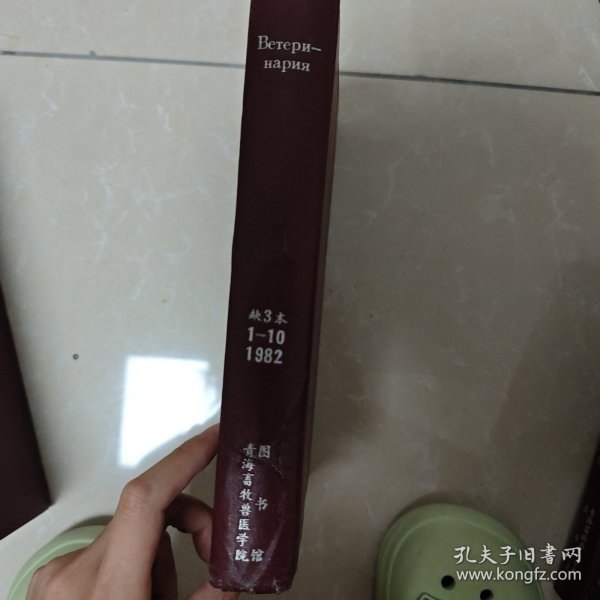 Ветери-
нария
缺3本
1-10
1982
青海畜牧兽医学院
图书馆
孔夫子旧书网
www.kongfz.com